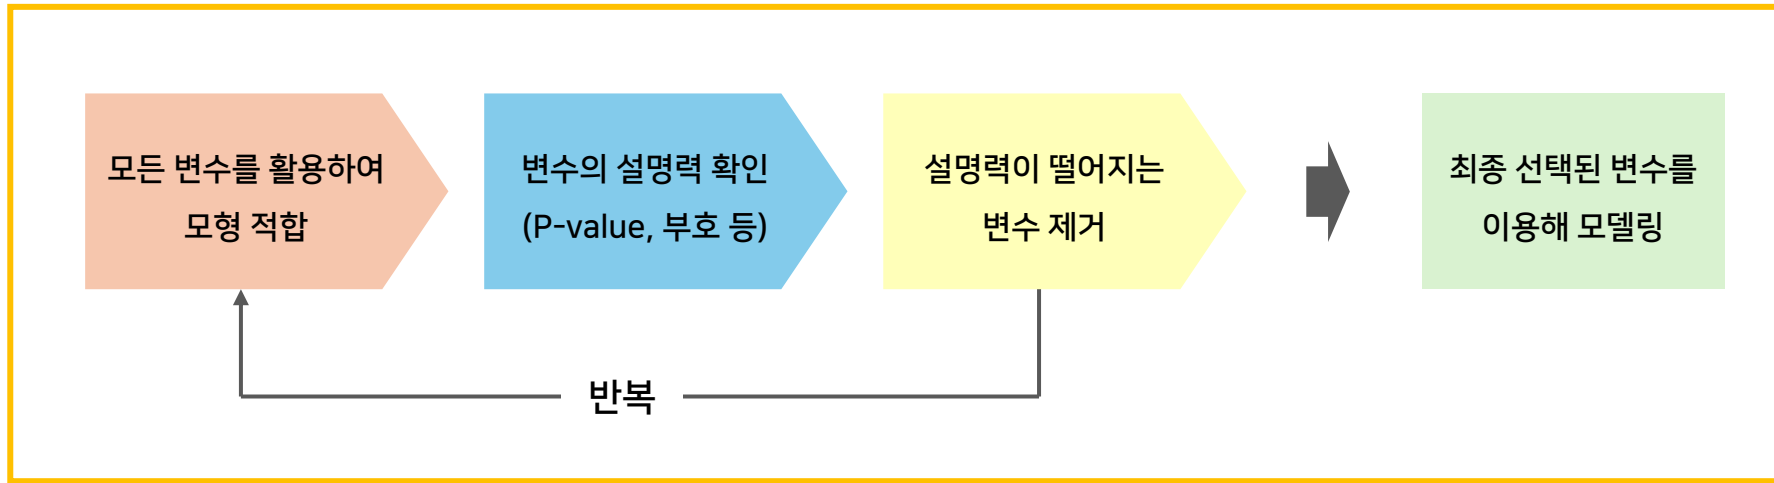 모든 변수를 활용하여
모형 적합
변수의 설명력 확인
(P-value, 부호 등)
설명력이 떨어지는
변수 제거
최종 선택된 변수를
이용해 모델링
반복